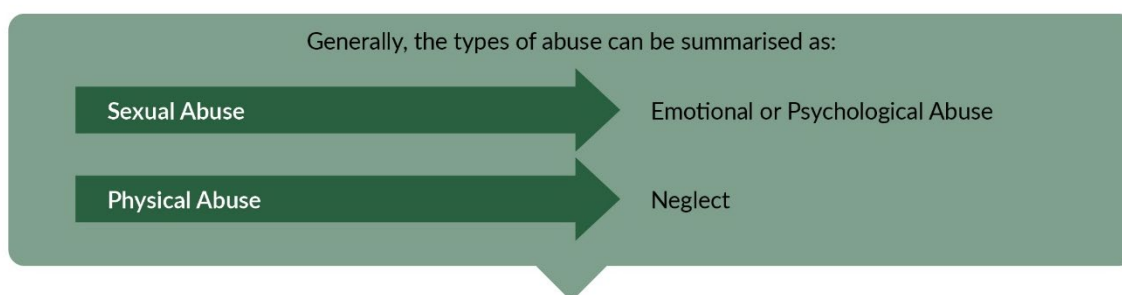 Generally, the types of abuse can be summarised as:
Sexual Abuse
Emotional or Psychological Abuse
Physical Abuse
Neglect